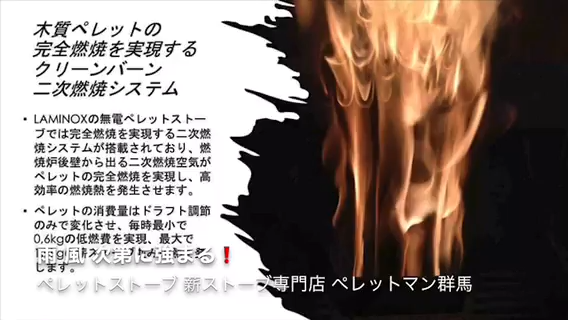 木質ペレットの
完全燃焼を実現する
クリーンバーン
二次燃焼システム
• LAMINOXの無電ペレットストー
ブでは完全燃焼を実現する二次燃
焼システムが搭載されており、燃
焼炉後壁から出る二次燃焼空気が
ペレットの完全燃焼を実現し、高
効率の燃焼熱を発生させます。
• ペレットの消費量はドラフト調節
のみで変化させ、毎時最小で
0,6kgの低燃費を実現、最大で
します。
雨風 次第に強まる❗
ペレットストーブ 薪ストーブ専門店 ペレットマン群馬